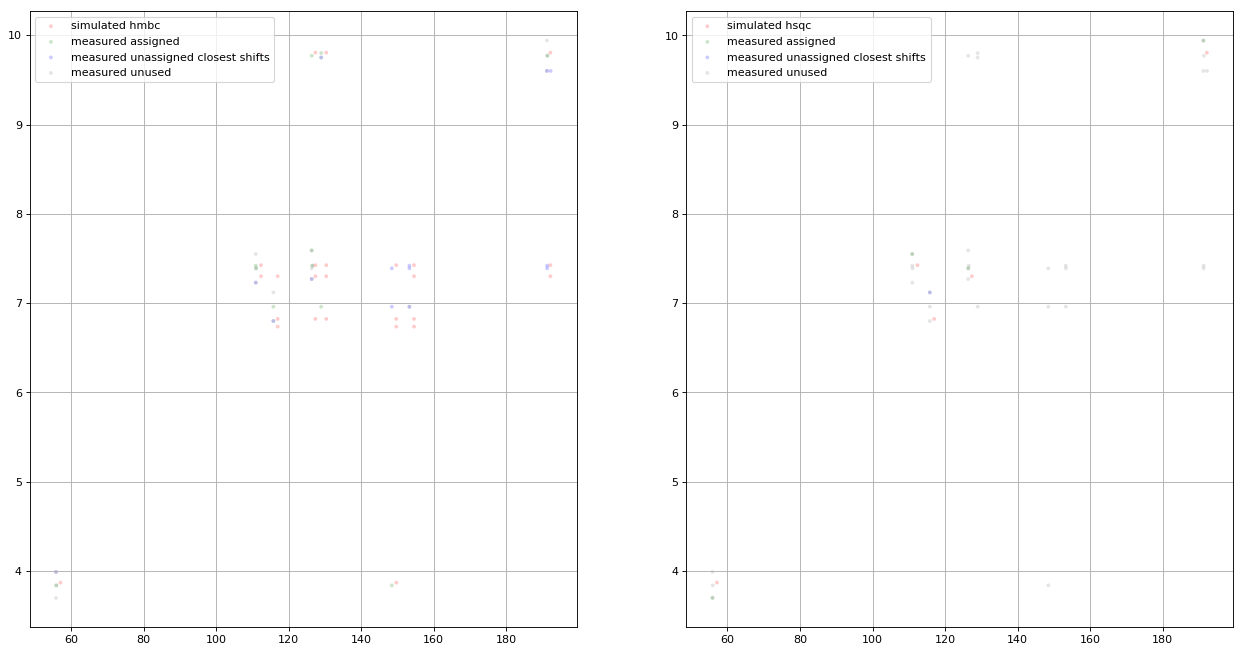 simulated hmbc
measured assigned
measured unassigned closest shifts
measured unused
10
9
8
7
6
5
4
60 80 100 120 140 160 180
simulated hsqc
measured assigned
measured unassigned closest shifts
measured unused
10
9
8
7
6
5
4
60 80 100 120 140 160 180